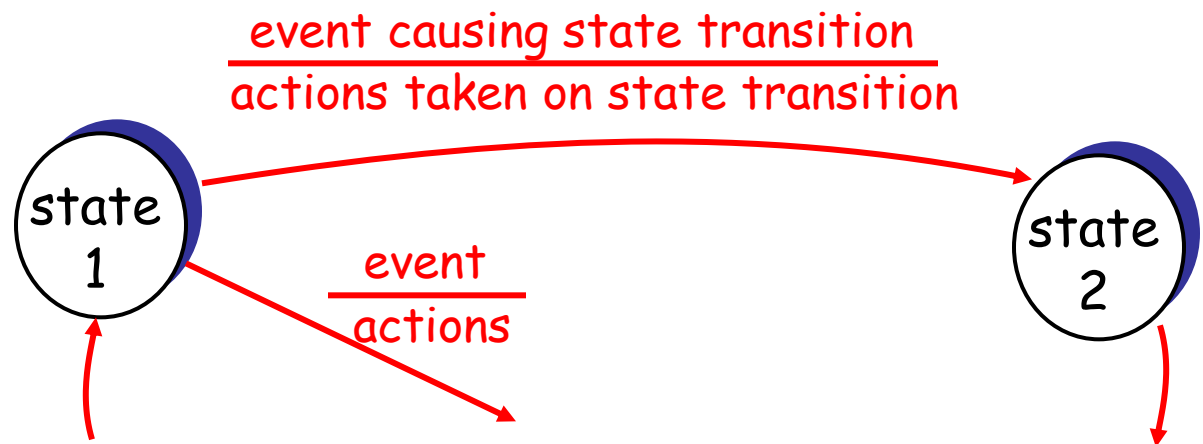 event causing state transition
actions taken on state transition
state
1
event
actions
state
2